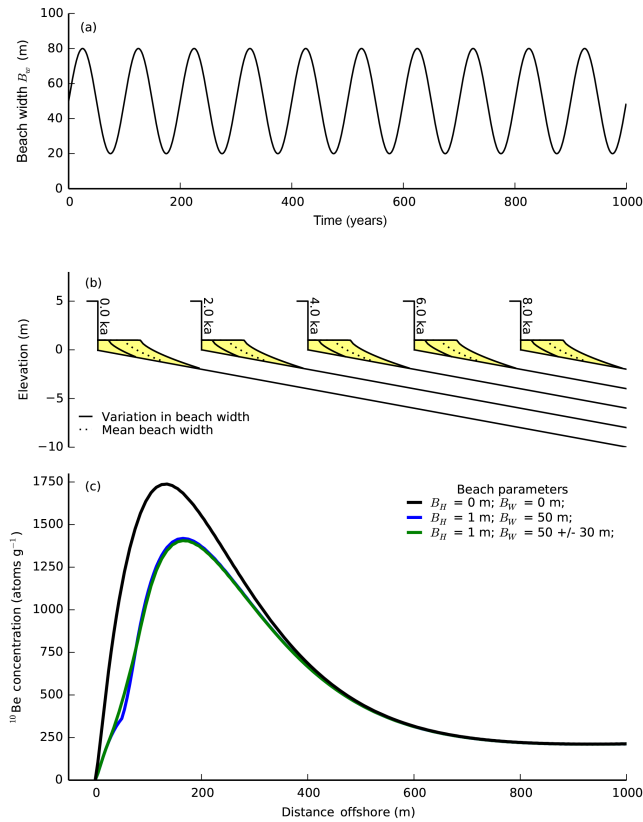 (a)
100
80
60
40
20
0
Beach width B_w (m)
0 200 400 600 800 1000
Time (years)
(b)
5
0
−5
−10
Elevation (m)
0.0 ka 2.0 ka 4.0 ka 6.0 ka 8.0 ka
Variation in beach width
Mean beach width
(c)
1750
1500
1250
1000
750
500
250
0
¹⁰Be concentration (atoms g⁻¹)
Beach parameters
B_H = 0 m; B_W = 0 m;
B_H = 1 m; B_W = 50 m;
B_H = 1 m; B_W = 50 +/- 30 m;
0 200 400 600 800 1000
Distance offshore (m)